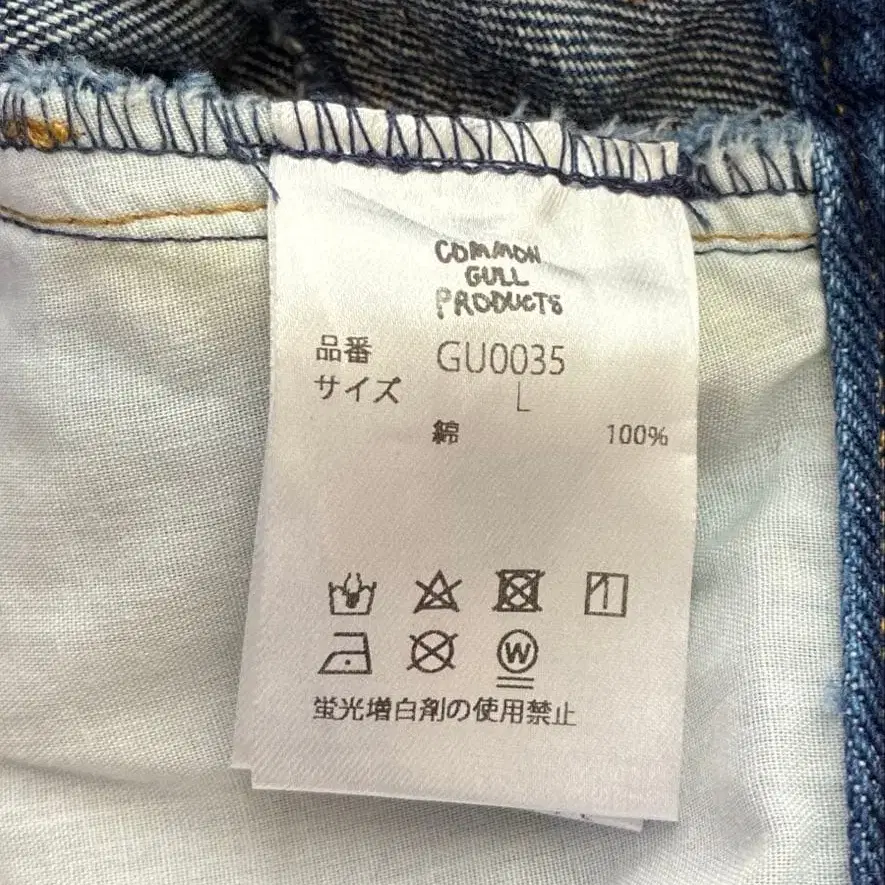 COMMON
GULL
PRODUCTS
品番 GU0035
サイズ L
綿 100%
W
蛍光増白剤の使用禁止